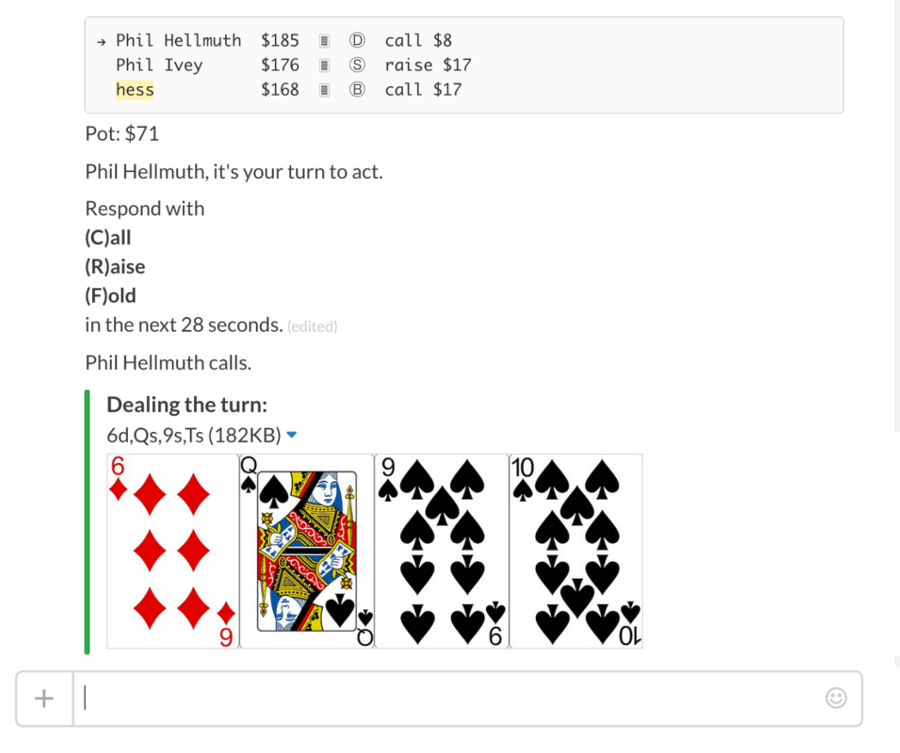 → Phil Hellmuth $185 D call $8
Phil Ivey $176 S raise $17
hess $168 B call $17
Pot: $71
Phil Hellmuth, it's your turn to act.
Respond with
(C)all
(R)aise
(F)old
in the next 28 seconds. (edited)
Phil Hellmuth calls.
Dealing the turn:
6d,Qs,9s,Ts (182KB)
6 Q 9 10
6 Q 9 10
+